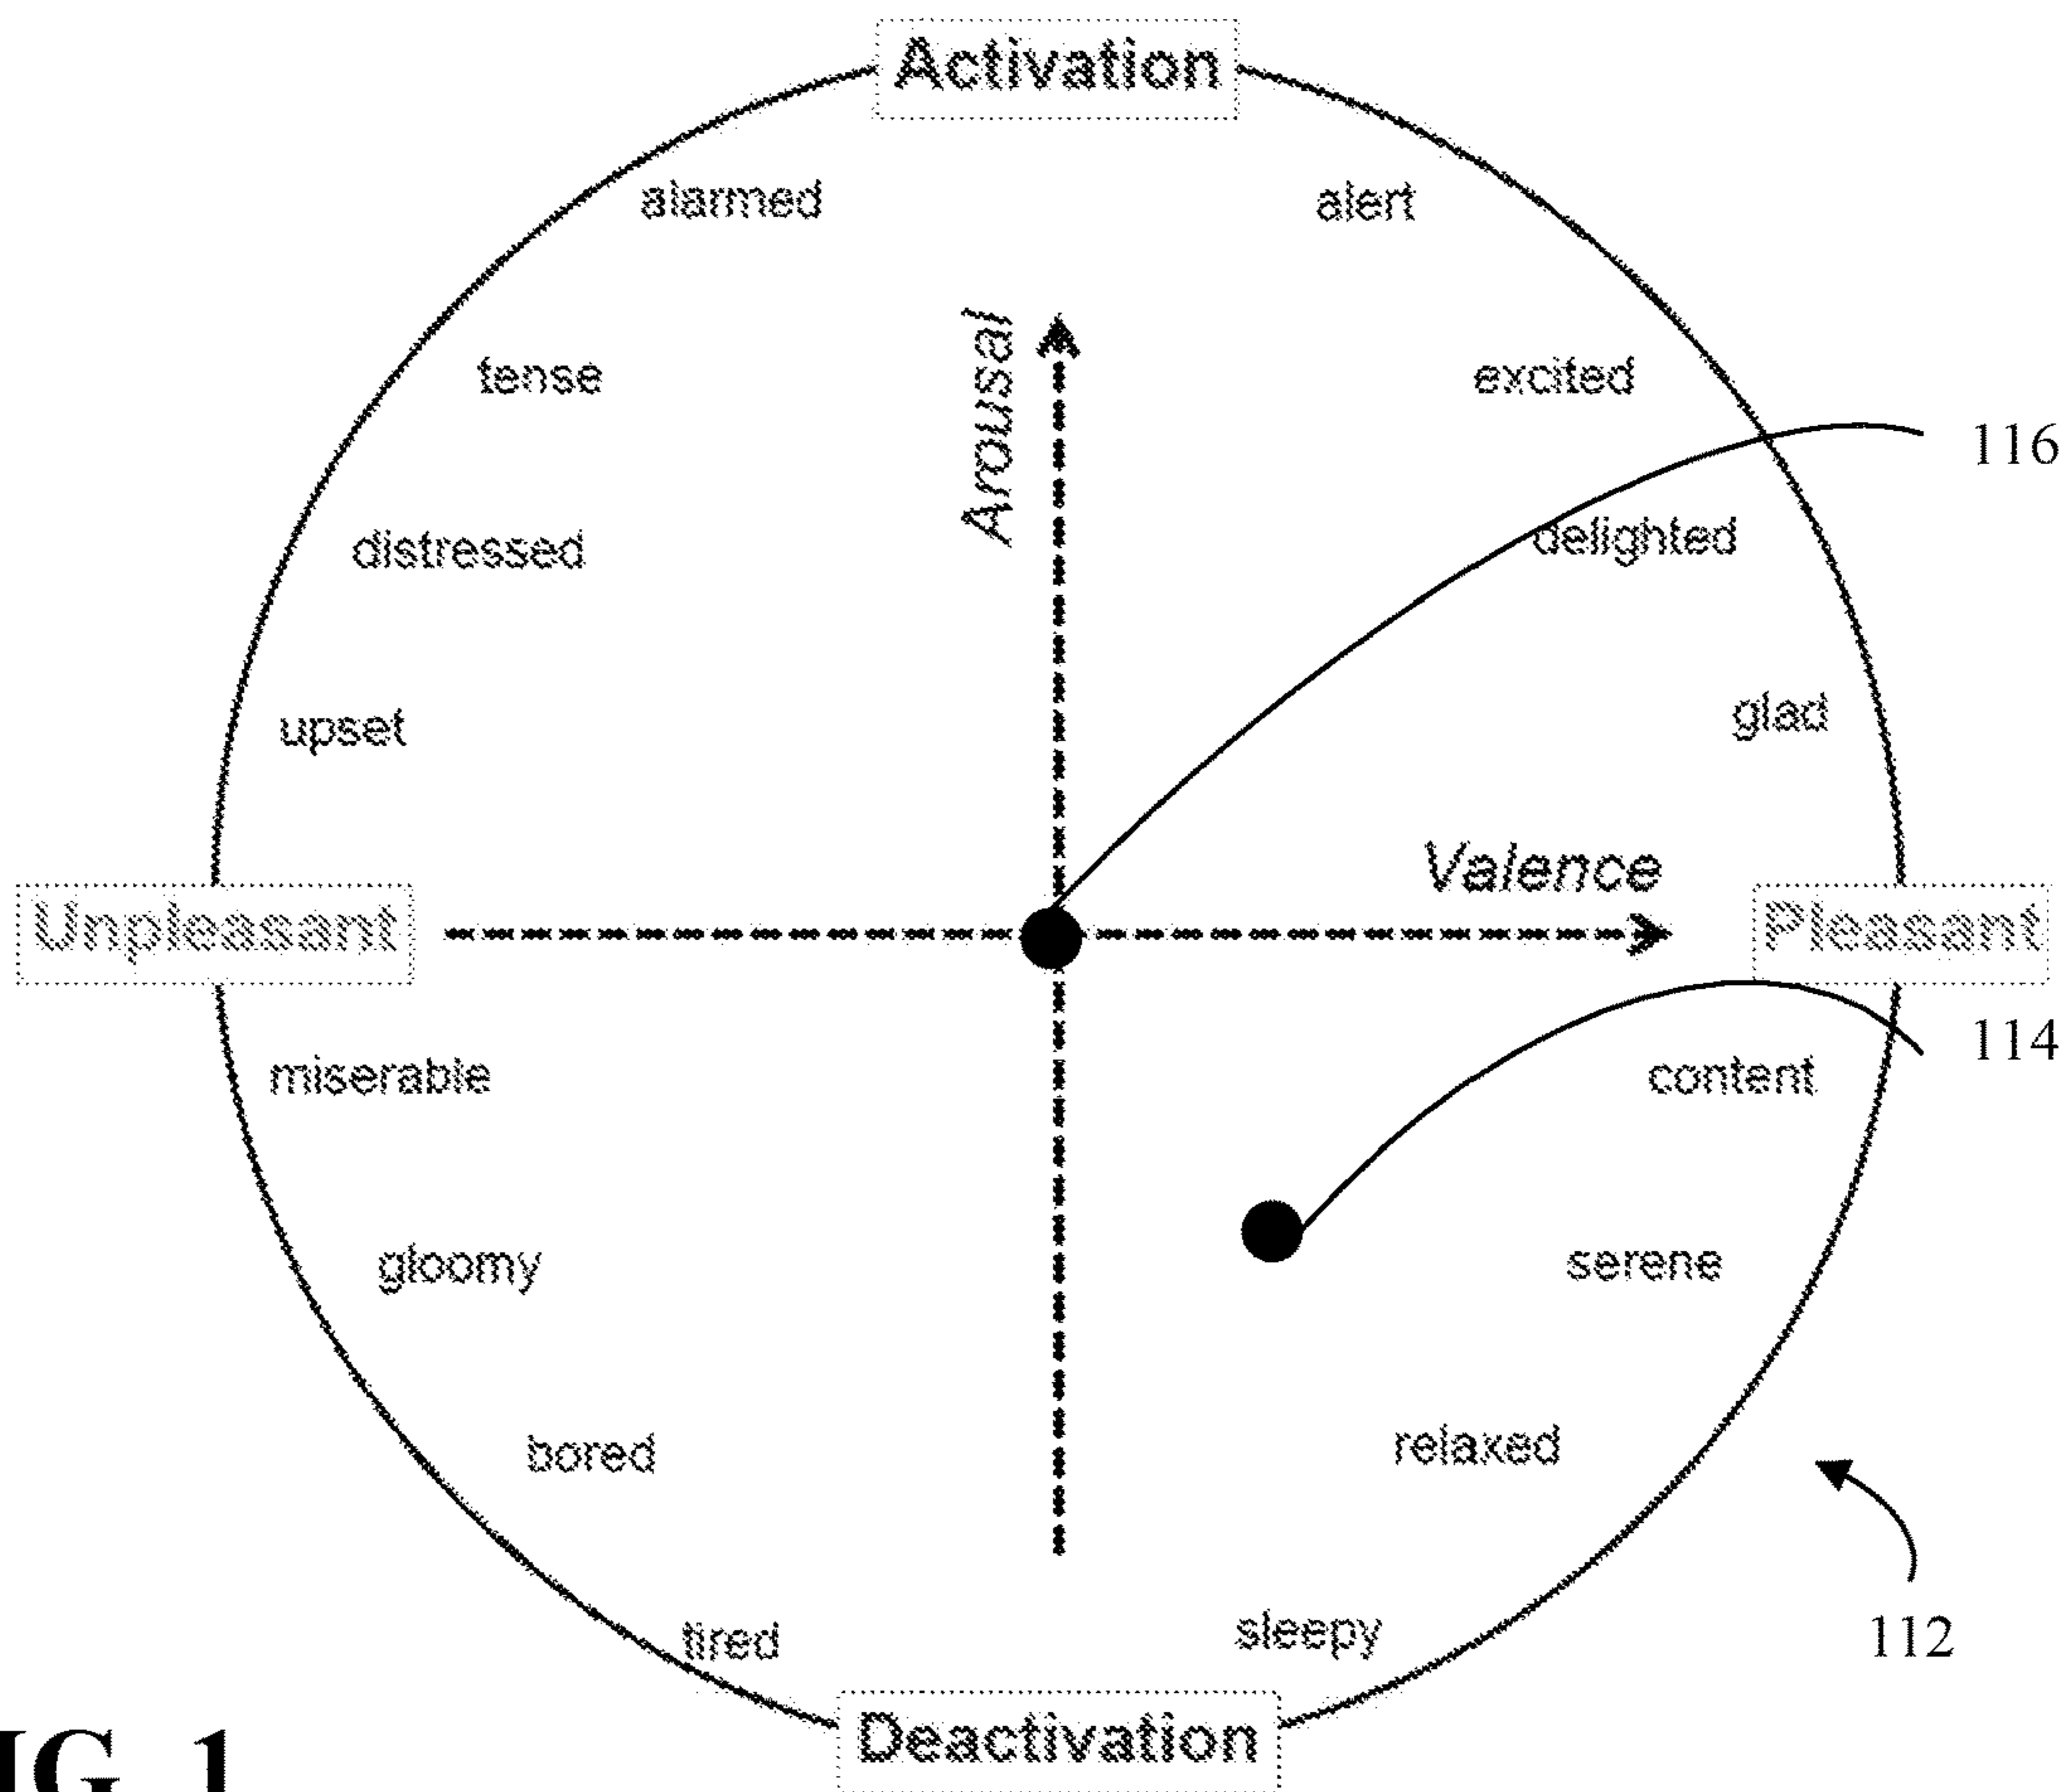 Activation
alarmed
alert
Arousal
tense
excited
116
distressed
delighted
upset
glad
Valence
Unpleasant
Pleasant
114
miserable
content
gloomy
serene
bored
relaxed
tired
sleepy
112
Deactivation
IG. 1